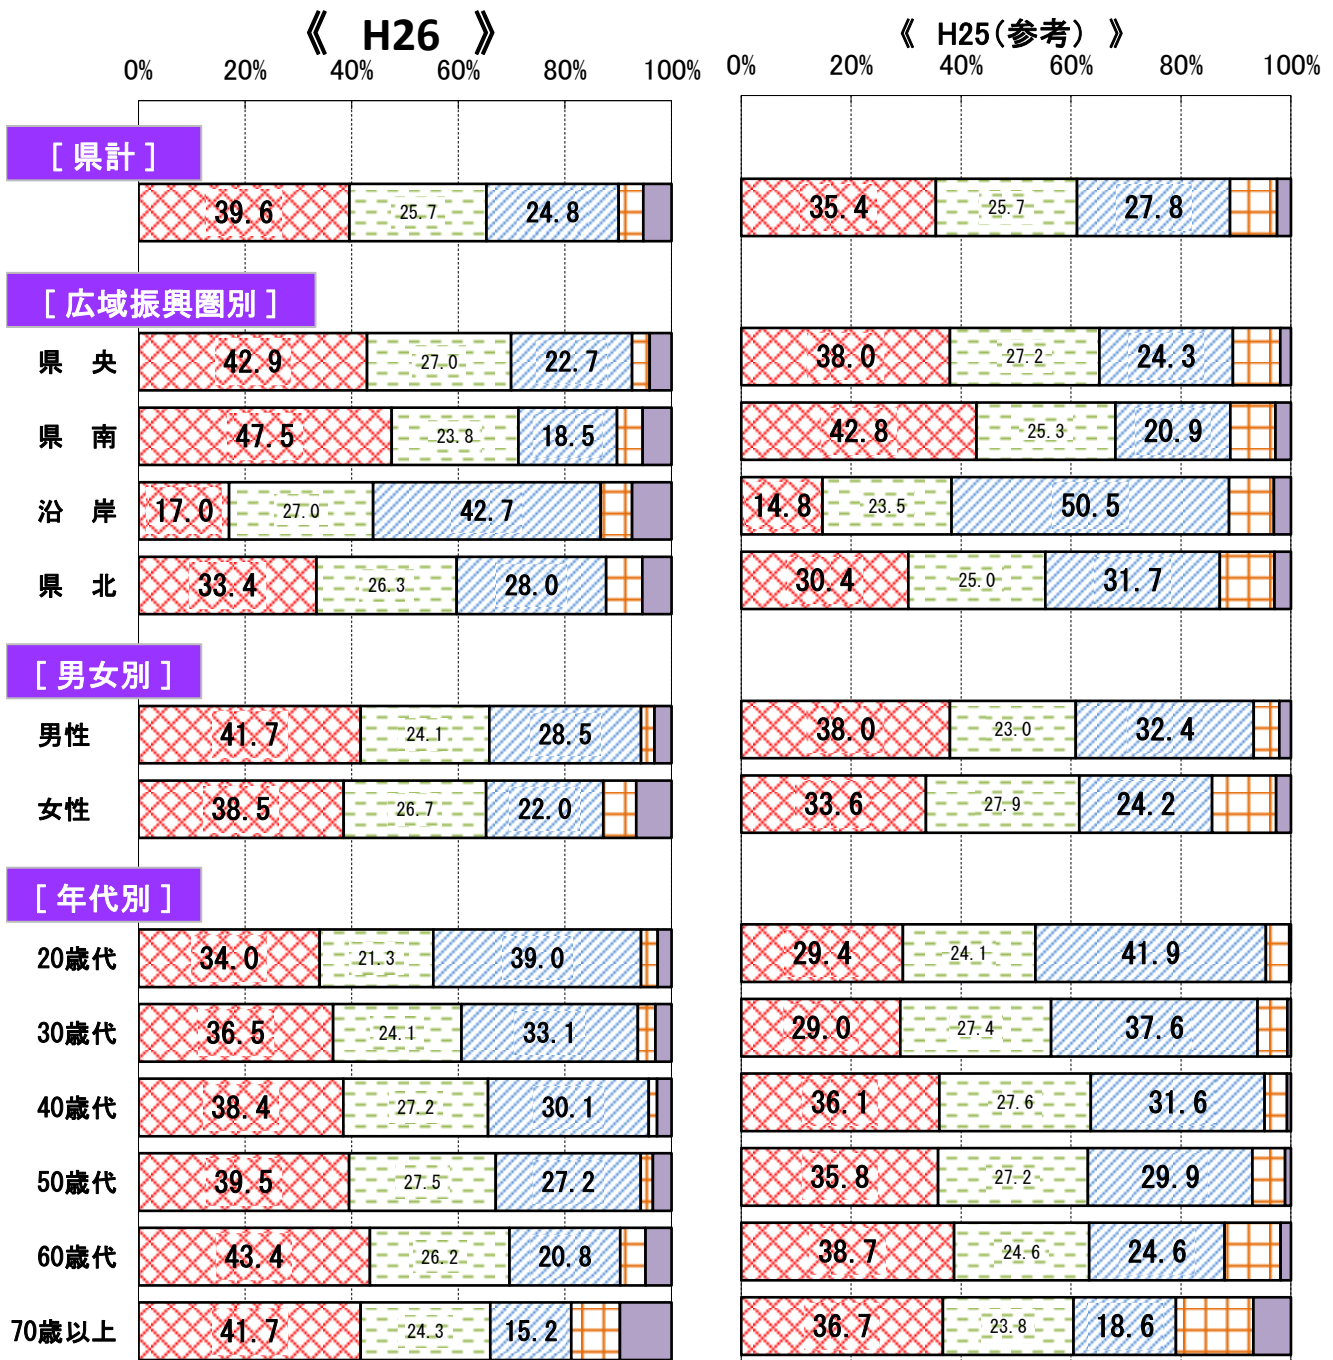 《 H26 》
《 H25(参考) 》
0% 20% 40% 60% 80% 100%
0% 20% 40% 60% 80% 100%
[ 県計 ]
39.6 25.7 24.8
35.4 25.7 27.8
[ 広域振興圏別 ]
県 央 42.9 27.0 22.7
38.0 27.2 24.3
県 南 47.5 23.8 18.5
42.8 25.3 20.9
沿 岸 17.0 27.0 42.7
14.8 23.5 50.5
県 北 33.4 26.3 28.0
30.4 25.0 31.7
[ 男女別 ]
男性 41.7 24.1 28.5
38.0 23.0 32.4
女性 38.5 26.7 22.0
33.6 27.9 24.2
[ 年代別 ]
20歳代 34.0 21.3 39.0
29.4 24.1 41.9
30歳代 36.5 24.1 33.1
29.0 27.4 37.6
40歳代 38.4 27.2 30.1
36.1 27.6 31.6
50歳代 39.5 27.5 27.2
35.8 27.2 29.9
60歳代 43.4 26.2 20.8
38.7 24.6 24.6
70歳以上 41.7 24.3 15.2
36.7 23.8 18.6